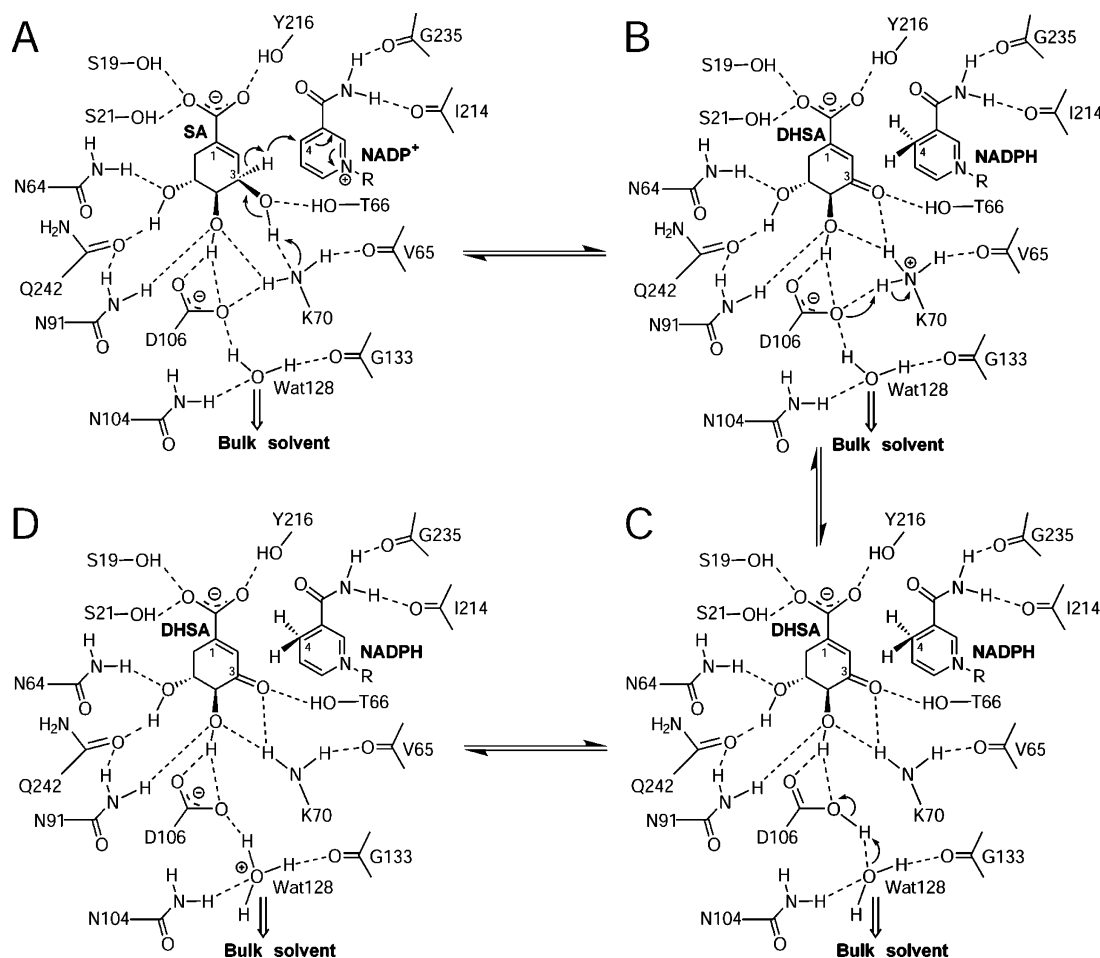 A
Y216
HO
G235
O
S19–OH
H
N–H
O
I214
S21–OH
O
⊖
O
O
SA
1
H
4
NADP+
N
⊕
R
H
N–H
3
N64
O
O
H
O
HO–T66
H2N
O
H
O
H
H
H
O
V65
Q242
H
N–H
O
⊖
O
H–N
N91
O
D106
K70
H
H
O
G133
H
N–H
O
Wat128
N104
O
Bulk solvent
B
Y216
HO
G235
O
S19–OH
H
N–H
O
I214
S21–OH
O
⊖
O
O
DHSA
1
H
H
4
NADPH
N
R
H
N–H
3
O
N64
O
O
H
O
HO–T66
H2N
O
H
H
⊕
H
O
V65
Q242
H
N–H
O
⊖
O
H–N
N91
O
D106
K70
H
H
O
G133
H
N–H
O
Wat128
N104
O
Bulk solvent
D
Y216
HO
G235
O
S19–OH
H
N–H
O
I214
S21–OH
O
⊖
O
O
DHSA
1
H
H
4
NADPH
N
R
H
N–H
3
O
N64
O
O
H
O
HO–T66
H2N
O
H
H
H
O
V65
Q242
H
N–H
O
⊖
O
N
N91
O
D106
K70
H
⊕
H
O
G133
H
N–H
O
H
Wat128
N104
O
Bulk solvent
C
Y216
HO
G235
O
S19–OH
H
N–H
O
I214
S21–OH
O
⊖
O
O
DHSA
1
H
H
4
NADPH
N
R
H
N–H
3
O
N64
O
O
H
O
HO–T66
H2N
O
H
H
H
O
V65
Q242
H
N–H
O
O
N
N91
O
D106
H
K70
H
O
G133
H
N–H
O
H
Wat128
N104
O
Bulk solvent